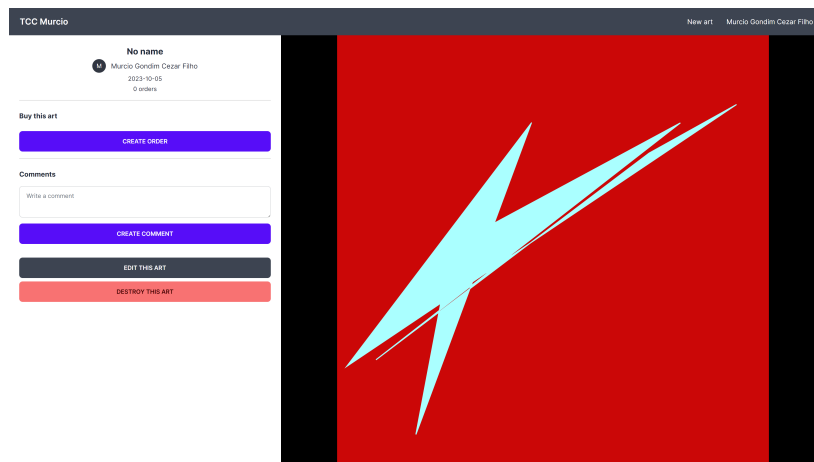 TCC Murcio
New art
Murcio Gondim Cezar Filho
No name
M
Murcio Gondim Cezar Filho
2023-10-05
0 orders
Buy this art
CREATE ORDER
Comments
Write a comment
CREATE COMMENT
EDIT THIS ART
DESTROY THIS ART